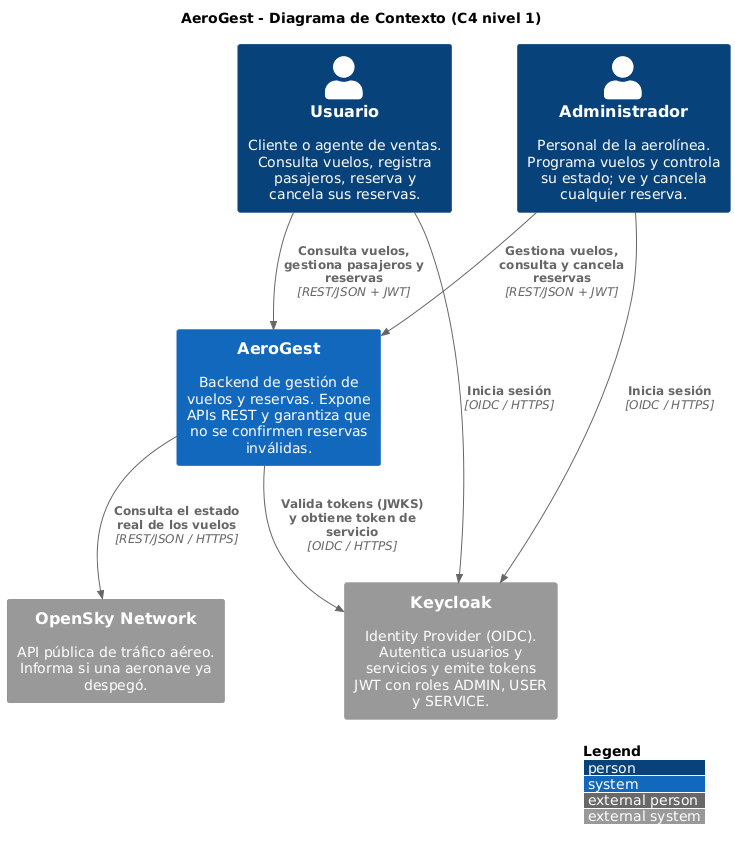 AeroGest - Diagrama de Contexto (C4 nivel 1)
Usuario
Cliente o agente de ventas.
Consulta vuelos, registra
pasajeros, reserva y
cancela sus reservas.
Administrador
Personal de la aerolínea.
Programa vuelos y controla
su estado; ve y cancela
cualquier reserva.
Consulta vuelos,
gestiona pasajeros y
reservas
[REST/JSON + JWT]
Gestiona vuelos,
consulta y cancela
reservas
[REST/JSON + JWT]
AeroGest
Backend de gestión de
vuelos y reservas. Expone
APIs REST y garantiza que
no se confirmen reservas
inválidas.
Inicia sesión
[OIDC / HTTPS]
Inicia sesión
[OIDC / HTTPS]
Consulta el estado
real de los vuelos
[REST/JSON / HTTPS]
Valida tokens (JWKS)
y obtiene token de
servicio
[OIDC / HTTPS]
OpenSky Network
API pública de tráfico aéreo.
Informa si una aeronave ya
despegó.
Keycloak
Identity Provider (OIDC).
Autentica usuarios y
servicios y emite tokens
JWT con roles ADMIN, USER
y SERVICE.
Legend
person
system
external person
external system